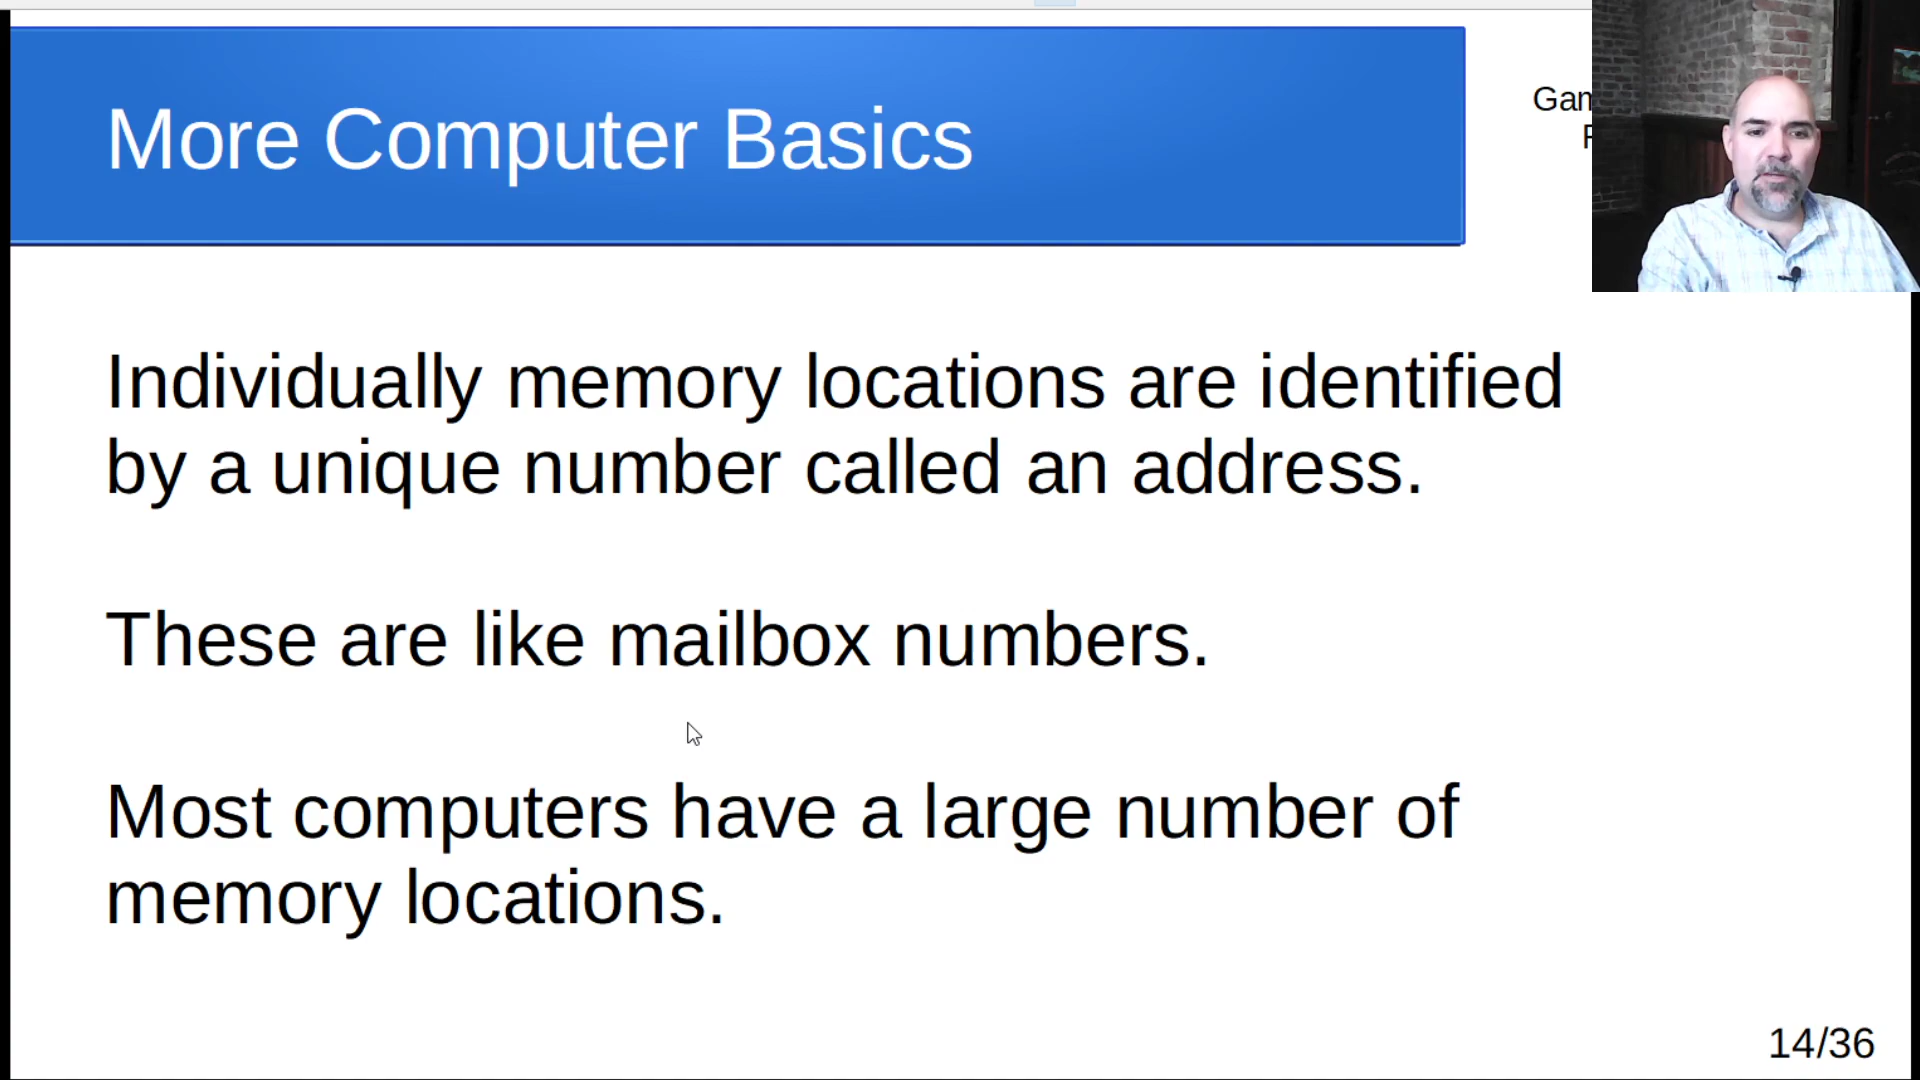 More Computer Basics
Individually memory locations are identified
by a unique number called an address.
These are like mailbox numbers.
Most computers have a large number of
memory locations.
14/36